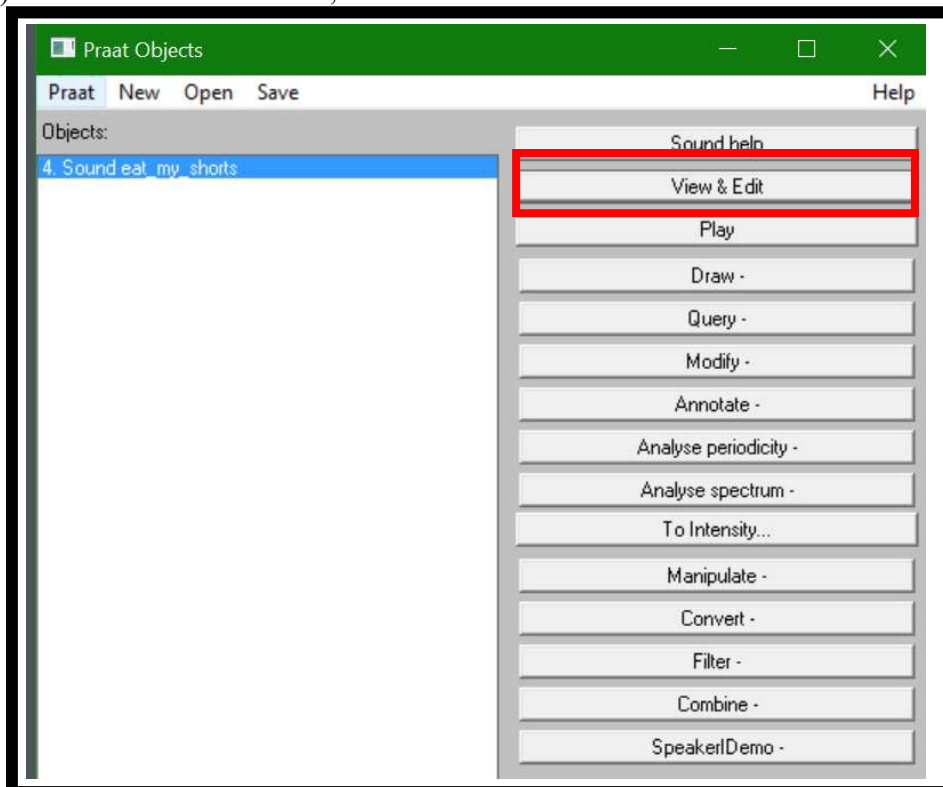 Praat Objects
Praat New Open Save Help
Objects:
4. Sound eat_my_shorts
Sound help
View & Edit
Play
Draw -
Query -
Modify -
Annotate -
Analyse periodicity -
Analyse spectrum -
To Intensity...
Manipulate -
Convert -
Filter -
Combine -
SpeakerIDemo -